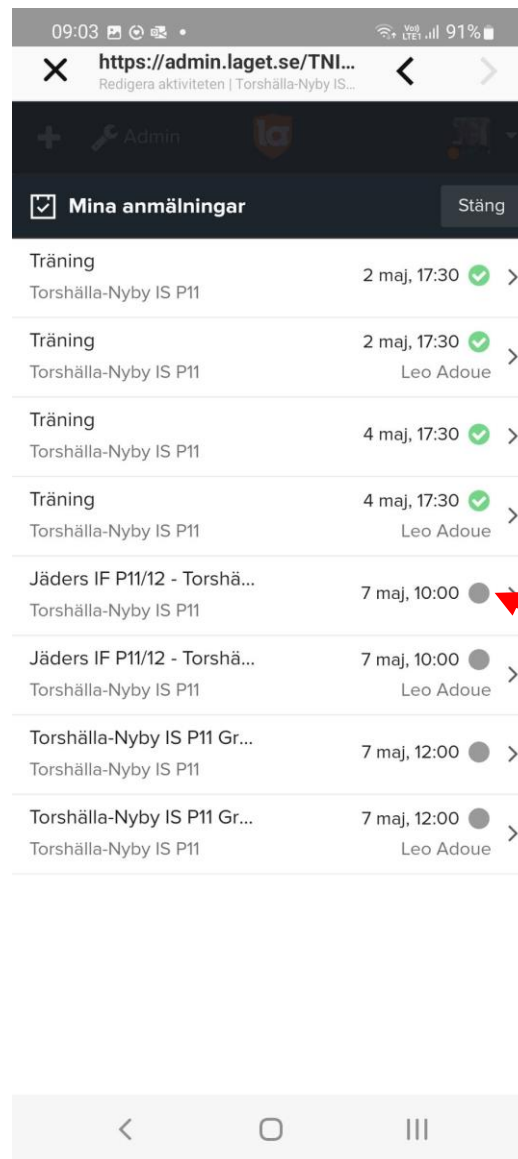 09:03 Voo) LTE1 91%
https://admin.laget.se/TNI...
Redigera aktiviteten | Torshälla-Nyby IS...
Admin
Mina anmälningar Stäng
Träning
2 maj, 17:30
Torshälla-Nyby IS P11
Träning
2 maj, 17:30
Torshälla-Nyby IS P11 Leo Adoue
Träning
4 maj, 17:30
Torshälla-Nyby IS P11
Träning
4 maj, 17:30
Torshälla-Nyby IS P11 Leo Adoue
Jäders IF P11/12 - Torshä...
7 maj, 10:00
Torshälla-Nyby IS P11
Jäders IF P11/12 - Torshä...
7 maj, 10:00
Torshälla-Nyby IS P11 Leo Adoue
Torshälla-Nyby IS P11 Gr...
7 maj, 12:00
Torshälla-Nyby IS P11
Torshälla-Nyby IS P11 Gr...
7 maj, 12:00
Torshälla-Nyby IS P11 Leo Adoue